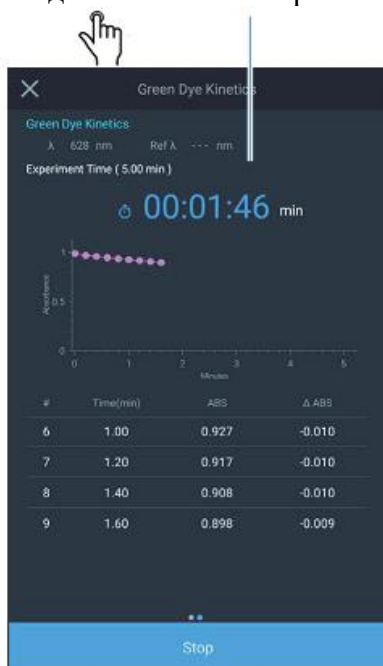 Green Dye Kinetics
Green Dye Kinetics
λ 628 nm Ref λ --- nm
Experiment Time ( 5.00 min )
00:01:46 min
Absorbance
1
0.5
0
0 1 2 3 4 5
Minutes
# Time(min) ABS Δ ABS
6 1.00 0.927 -0.010
7 1.20 0.917 -0.010
8 1.40 0.908 -0.010
9 1.60 0.898 -0.009
Stop